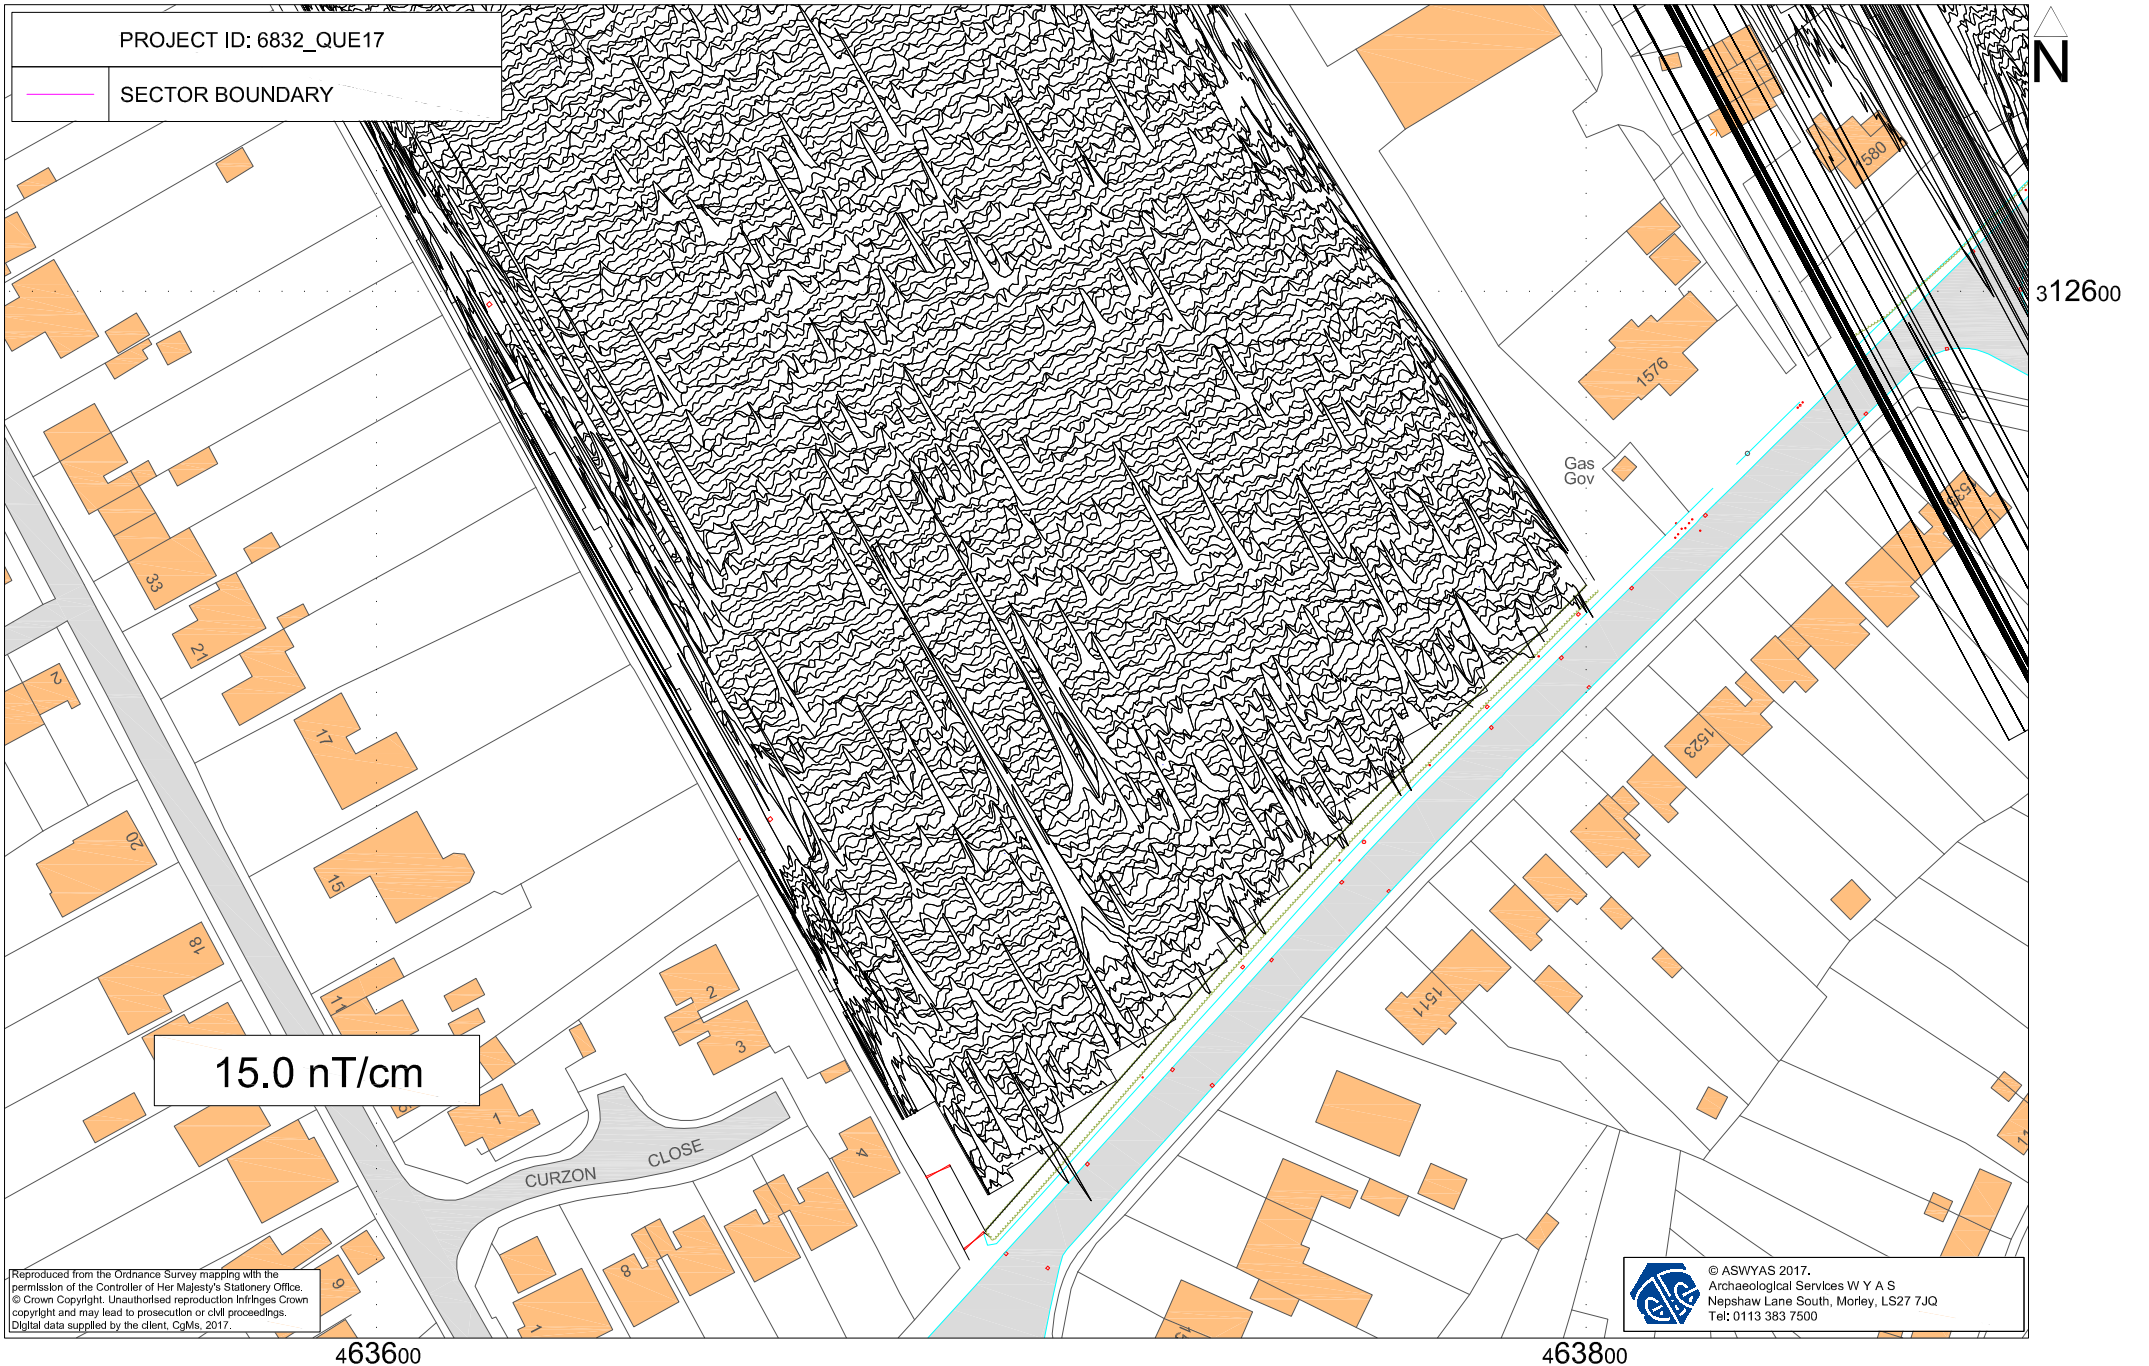 PROJECT ID: 6832_QUE17
SECTOR BOUNDARY
N
312600
1580
1576
Gas
Gov
1535
1523
1511
33
21
2
17
20
15
18
11
2
3
1
4
CURZON CLOSE
8
9
1
11
15.0 nT/cm
Reproduced from the Ordnance Survey mapping with the
permission of the Controller of Her Majesty's Stationery Office.
© Crown Copyright. Unauthorised reproduction infringes Crown
copyright and may lead to prosecution or civil proceedings.
Digital data supplied by the client, CgMs, 2017.
© ASWYAS 2017.
Archaeological Services W Y A S
Nepshaw Lane South, Morley, LS27 7JQ
Tel: 0113 383 7500
463600
463800